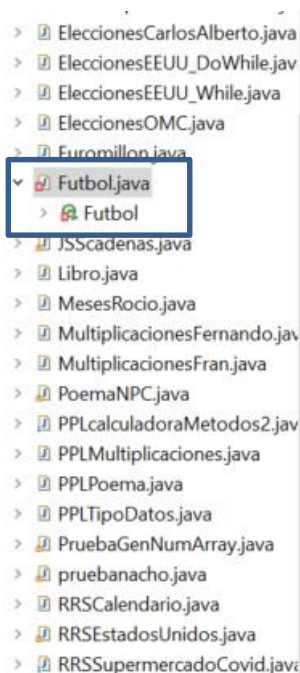 EleccionesCarlosAlberto.java
EleccionesEEUU_DoWhile.jav
EleccionesEEUU_While.java
EleccionesOMC.java
Euromillon.java
Futbol.java
Futbol
JSScadenas.java
Libro.java
MesesRocio.java
MultiplicacionesFernando.jav
MultiplicacionesFran.java
PoemaNPC.java
PPLcalculadoraMetodos2.jav
PPLMultiplicaciones.java
PPLPoema.java
PPLTipoDatos.java
PruebaGenNumArray.java
pruebanacho.java
RRSCalendario.java
RRSEstadosUnidos.java
RRSSupermercadoCovid.java